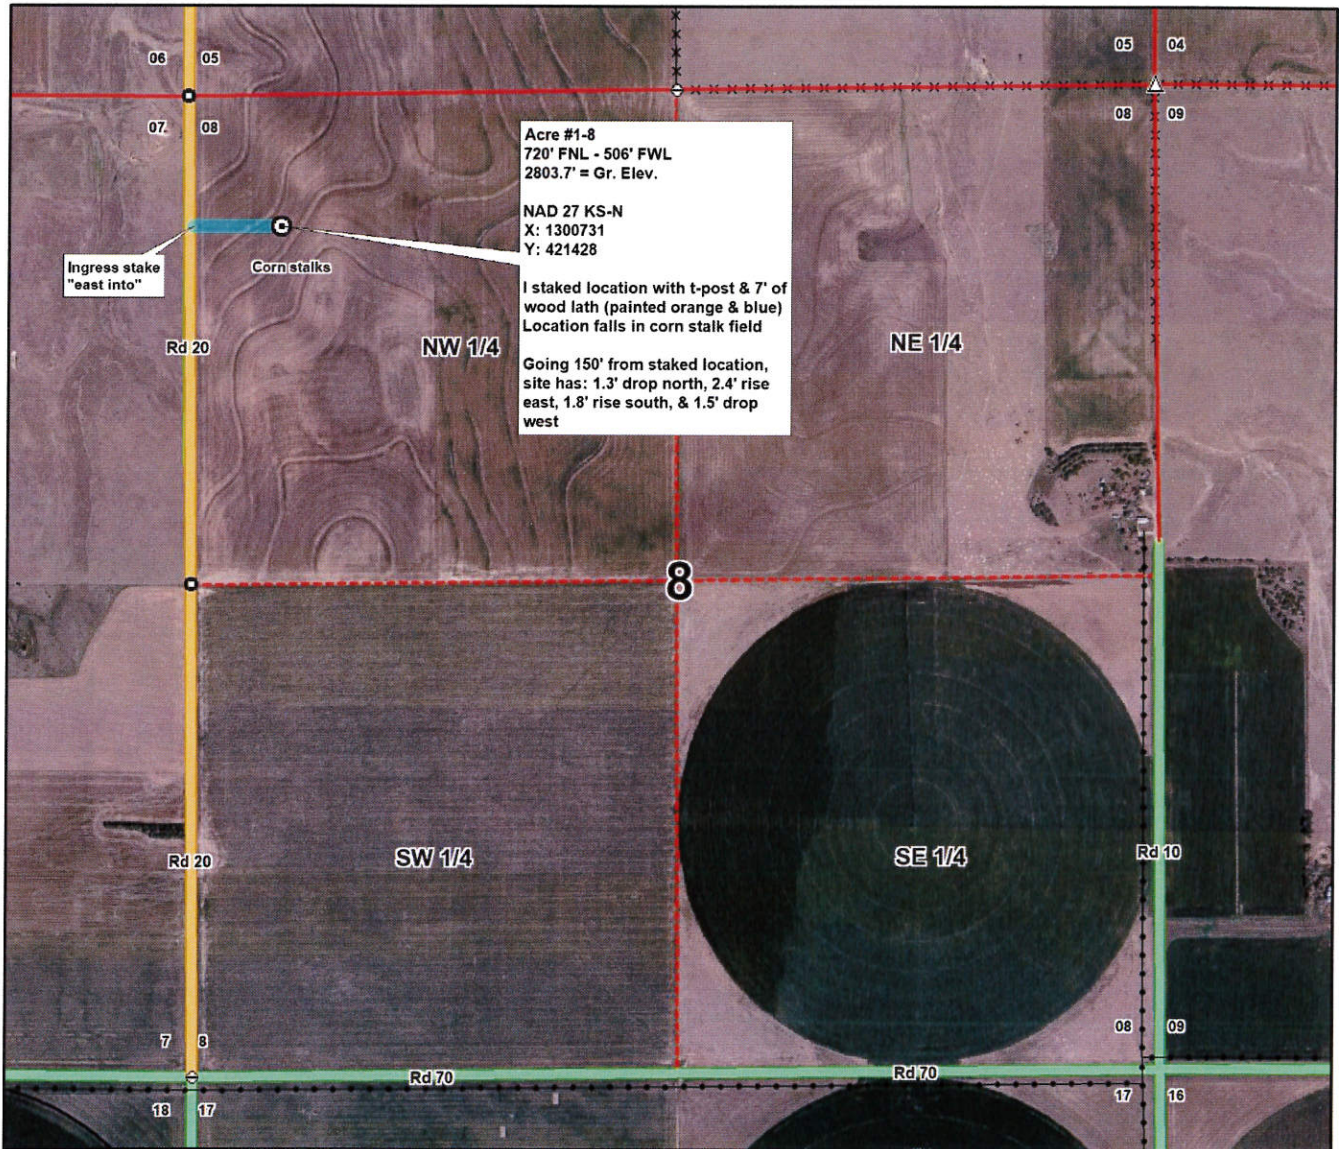 06 05
05 04
07. 08
08 09
Acre #1-8
720' FNL - 506' FWL
2803.7' = Gr. Elev.
NAD 27 KS-N
X: 1300731
Y: 421428
I staked location with t-post & 7' of
wood lath (painted orange & blue)
Location falls in corn stalk field
Going 150' from staked location,
site has: 1.3' drop north, 2.4' rise
east, 1.8' rise south, & 1.5' drop
west
Ingress stake
"east into"
Corn stalks
Rd 20
NW 1/4
NE 1/4
8
Rd 20
SW 1/4
SE 1/4
Rd 10
7 8
08 09
Rd 70
Rd 70
18 17
17 16